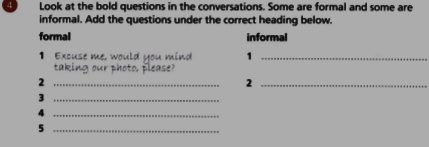 4 Look at the bold questions in the conversations. Some are formal and some are
informal. Add the questions under the correct heading below.
formal
1 Excuse me, would you mind
taking our photo, please?
2 ........................................
3 ........................................
4 ........................................
5 ........................................
informal
1 ........................................
2 ........................................